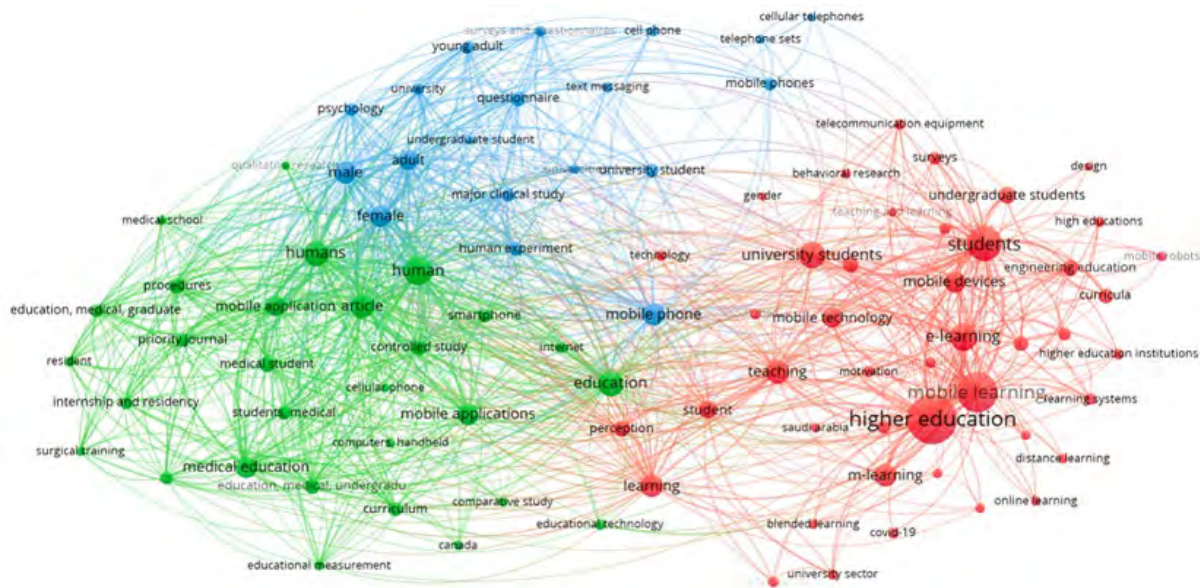 cellular telephones
surveys and questionnaires
cell phone
telephone sets
young adult
university
questionnaire
text messaging
mobile phones
psychology
telecommunication equipment
undergraduate student
adult
qualitative research
male
university student
surveys
design
behavioral research
major clinical study
gender
undergraduate students
medical school
female
teaching and learning
high educations
humans
human experiment
technology
university students
students
mobile robots
human
engineering education
procedures
mobile devices
education, medical, graduate
mobile application
article
smartphone
mobile phone
mobile technology
curricula
priority journal
controlled study
internet
e-learning
higher education institutions
resident
medical student
education
teaching
motivation
cellular phone
mobile learning
internship and residency
students, medical
mobile applications
student
learning systems
higher education
perception
saudi arabia
surgical training
computers, handheld
medical education
distance learning
education, medical, undergradu
learning
m-learning
comparative study
online learning
curriculum
educational technology
blended learning
covid-19
canada
educational measurement
university sector